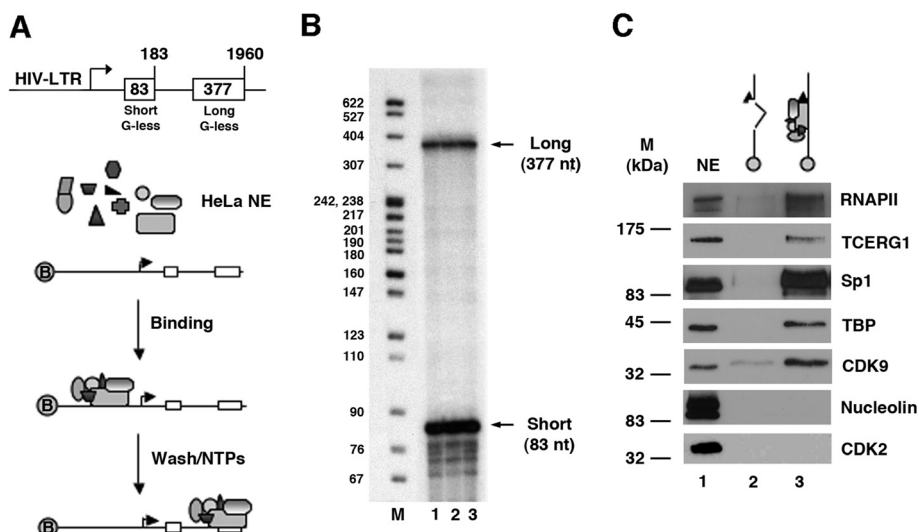 A
183
1960
HIV-LTR
83
377
Short
G-less
Long
G-less
HeLa NE
B
Binding
B
Wash/NTPs
B
B
622
527
404
307
242, 238
217
201
190
180
160
147
123
110
90
76
67
Long
(377 nt)
Short
(83 nt)
M
1 2 3
C
M
(kDa)
NE
175
83
45
32
83
32
RNAPII
TCERG1
Sp1
TBP
CDK9
Nucleolin
CDK2
1 2 3